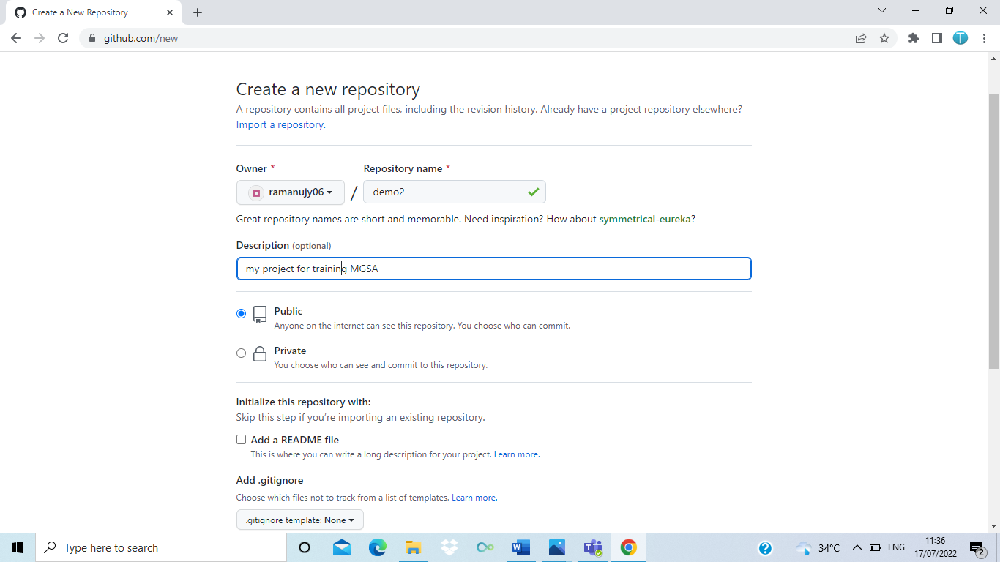 Create a New Repository
github.com/new
T
Create a new repository
A repository contains all project files, including the revision history. Already have a project repository elsewhere?
Import a repository.
Owner * Repository name *
ramanujy06 / demo2
Great repository names are short and memorable. Need inspiration? How about symmetrical-eureka?
Description (optional)
my project for training MGSA
Public
Anyone on the internet can see this repository. You choose who can commit.
Private
You choose who can see and commit to this repository.
Initialize this repository with:
Skip this step if you're importing an existing repository.
Add a README file
This is where you can write a long description for your project. Learn more.
Add .gitignore
Choose which files not to track from a list of templates. Learn more.
.gitignore template: None
Type here to search
34°C
ENG
11:36
17/07/2022
2